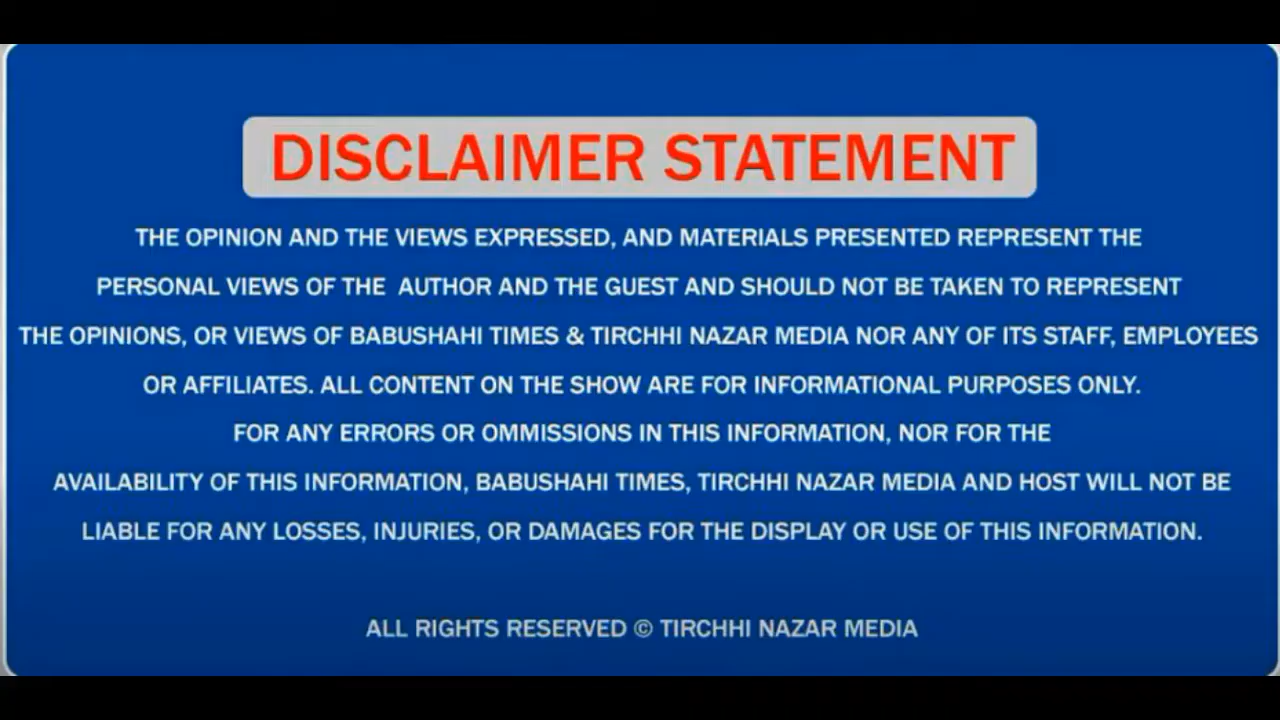 DISCLAIMER STATEMENT
THE OPINION AND THE VIEWS EXPRESSED, AND MATERIALS PRESENTED REPRESENT THE
PERSONAL VIEWS OF THE AUTHOR AND THE GUEST AND SHOULD NOT BE TAKEN TO REPRESENT
THE OPINIONS, OR VIEWS OF BABUSHAHI TIMES & TIRCHHI NAZAR MEDIA NOR ANY OF ITS STAFF, EMPLOYEES
OR AFFILIATES. ALL CONTENT ON THE SHOW ARE FOR INFORMATIONAL PURPOSES ONLY.
FOR ANY ERRORS OR OMMISSIONS IN THIS INFORMATION, NOR FOR THE
AVAILABILITY OF THIS INFORMATION, BABUSHAHI TIMES, TIRCHHI NAZAR MEDIA AND HOST WILL NOT BE
LIABLE FOR ANY LOSSES, INJURIES, OR DAMAGES FOR THE DISPLAY OR USE OF THIS INFORMATION.
ALL RIGHTS RESERVED © TIRCHHI NAZAR MEDIA